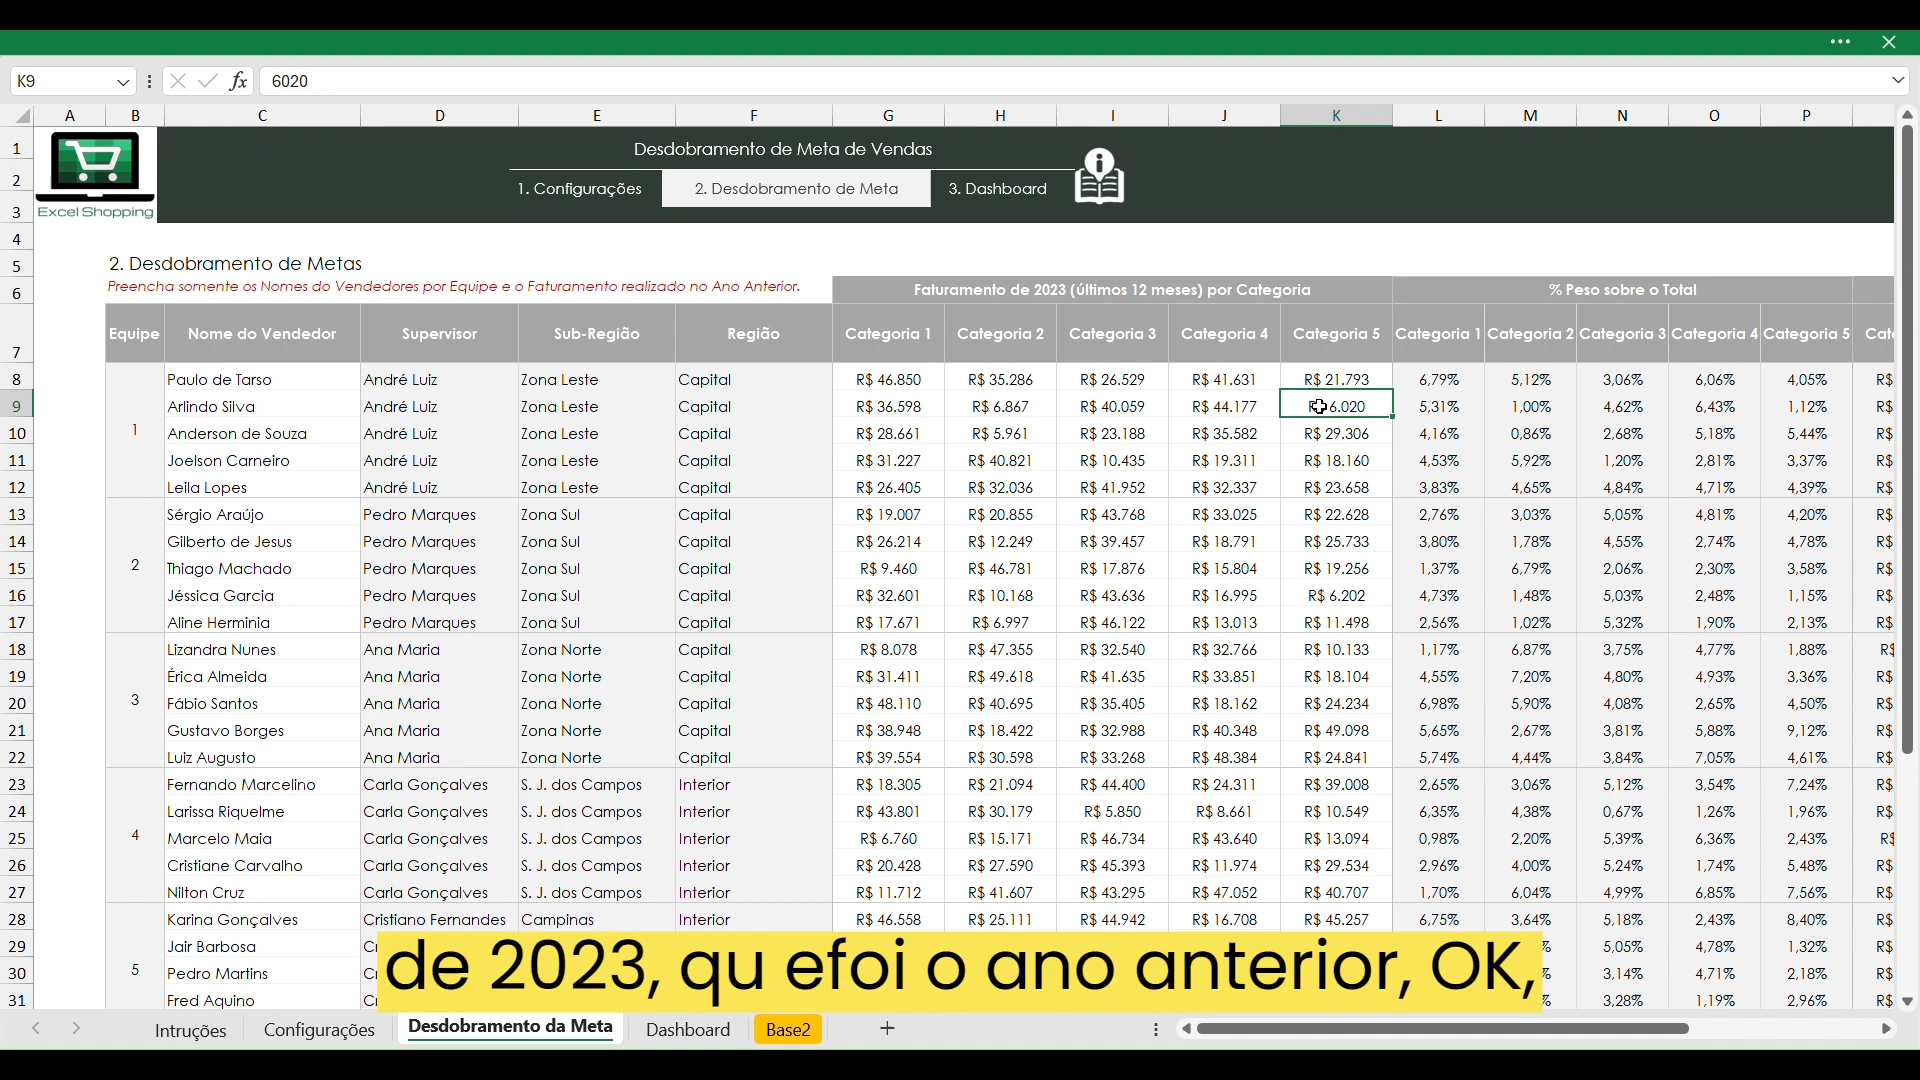 K9 fx 6020
A B C D E F G H I J K L M N O P
1 Desdobramento de Meta de Vendas
2 1. Configurações 2. Desdobramento de Meta 3. Dashboard
3 Excel Shopping
4
5 2. Desdobramento de Metas
6 Preencha somente os Nomes do Vendedores por Equipe e o Faturamento realizado no Ano Anterior. Faturamento de 2023 (últimos 12 meses) por Categoria % Peso sobre o Total
7 Equipe Nome do Vendedor Supervisor Sub-Região Região Categoria 1 Categoria 2 Categoria 3 Categoria 4 Categoria 5 Categoria 1 Categoria 2 Categoria 3 Categoria 4 Categoria 5
8 Paulo de Tarso André Luiz Zona Leste Capital R$ 46.850 R$ 35.286 R$ 26.529 R$ 41.631 R$ 21.793 6,79% 5,12% 3,06% 6,06% 4,05% R$
9 Arlindo Silva André Luiz Zona Leste Capital R$ 36.598 R$ 6.867 R$ 40.059 R$ 44.177 6.020 5,31% 1,00% 4,62% 6,43% 1,12% R$
10 1 Anderson de Souza André Luiz Zona Leste Capital R$ 28.661 R$ 5.961 R$ 23.188 R$ 35.582 R$ 29.306 4,16% 0,86% 2,68% 5,18% 5,44% R$
11 Joelson Carneiro André Luiz Zona Leste Capital R$ 31.227 R$ 40.821 R$ 10.435 R$ 19.311 R$ 18.160 4,53% 5,92% 1,20% 2,81% 3,37% R$
12 Leila Lopes André Luiz Zona Leste Capital R$ 26.405 R$ 32.036 R$ 41.952 R$ 32.337 R$ 23.658 3,83% 4,65% 4,84% 4,71% 4,39% R$
13 Sérgio Araújo Pedro Marques Zona Sul Capital R$ 19.007 R$ 20.855 R$ 43.768 R$ 33.025 R$ 22.628 2,76% 3,03% 5,05% 4,81% 4,20% R$
14 Gilberto de Jesus Pedro Marques Zona Sul Capital R$ 26.214 R$ 12.249 R$ 39.457 R$ 18.791 R$ 25.733 3,80% 1,78% 4,55% 2,74% 4,78% R$
15 2 Thiago Machado Pedro Marques Zona Sul Capital R$ 9.460 R$ 46.781 R$ 17.876 R$ 15.804 R$ 19.256 1,37% 6,79% 2,06% 2,30% 3,58% R$
16 Jéssica Garcia Pedro Marques Zona Sul Capital R$ 32.601 R$ 10.168 R$ 43.636 R$ 16.995 R$ 6.202 4,73% 1,48% 5,03% 2,48% 1,15% R$
17 Aline Herminia Pedro Marques Zona Sul Capital R$ 17.671 R$ 6.997 R$ 46.122 R$ 13.013 R$ 11.498 2,56% 1,02% 5,32% 1,90% 2,13% R$
18 Lizandra Nunes Ana Maria Zona Norte Capital R$ 8.078 R$ 47.355 R$ 32.540 R$ 32.766 R$ 10.133 1,17% 6,87% 3,75% 4,77% 1,88%
19 Érica Almeida Ana Maria Zona Norte Capital R$ 31.411 R$ 49.618 R$ 41.635 R$ 33.851 R$ 18.104 4,55% 7,20% 4,80% 4,93% 3,36% R$
20 3 Fábio Santos Ana Maria Zona Norte Capital R$ 48.110 R$ 40.695 R$ 35.405 R$ 18.162 R$ 24.234 6,98% 5,90% 4,08% 2,65% 4,50% R$
21 Gustavo Borges Ana Maria Zona Norte Capital R$ 38.948 R$ 18.422 R$ 32.988 R$ 40.348 R$ 49.098 5,65% 2,67% 3,81% 5,88% 9,12% R$
22 Luiz Augusto Ana Maria Zona Norte Capital R$ 39.554 R$ 30.598 R$ 33.268 R$ 48.384 R$ 24.841 5,74% 4,44% 3,84% 7,05% 4,61% R$
23 Fernando Marcelino Carla Gonçalves S. J. dos Campos Interior R$ 18.305 R$ 21.094 R$ 44.400 R$ 24.311 R$ 39.008 2,65% 3,06% 5,12% 3,54% 7,24% R$
24 Larissa Riquelme Carla Gonçalves S. J. dos Campos Interior R$ 43.801 R$ 30.179 R$ 5.850 R$ 8.661 R$ 10.549 6,35% 4,38% 0,67% 1,26% 1,96% R$
25 4 Marcelo Maia Carla Gonçalves S. J. dos Campos Interior R$ 6.760 R$ 15.171 R$ 46.734 R$ 43.640 R$ 13.094 0,98% 2,20% 5,39% 6,36% 2,43%
26 Cristiane Carvalho Carla Gonçalves S. J. dos Campos Interior R$ 20.428 R$ 27.590 R$ 45.393 R$ 11.974 R$ 29.534 2,96% 4,00% 5,24% 1,74% 5,48% R$
27 Nilton Cruz Carla Gonçalves S. J. dos Campos Interior R$ 11.712 R$ 41.607 R$ 43.295 R$ 47.052 R$ 40.707 1,70% 6,04% 4,99% 6,85% 7,56% R$
28 Karina Gonçalves Cristiano Fernandes Campinas Interior R$ 46.558 R$ 25.111 R$ 44.942 R$ 16.708 R$ 45.257 6,75% 3,64% 5,18% 2,43% 8,40% R$
29 Jair Barbosa 5,05% 4,78% 1,32% R$
30 5 Pedro Martins 3,14% 4,71% 2,18% R$
31 Fred Aquino 3,28% 1,19% 2,96% R$
de 2023, qu efoi o ano anterior, OK,
Intruções Configurações Desdobramento da Meta Dashboard Base2 +